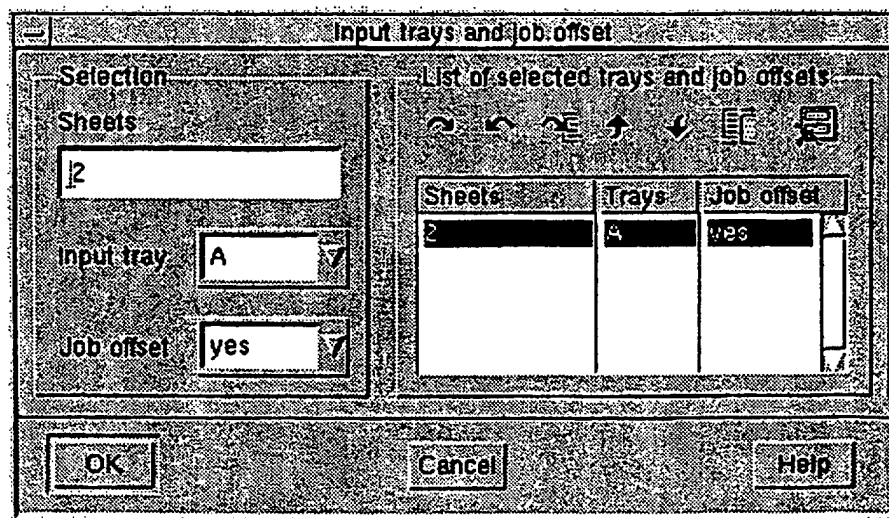 Input trays and job offset
Selection
Sheets
2
Input tray A
Job offset yes
List of selected trays and job offsets
Sheets Trays Job offset
2 A yes
OK Cancel Help